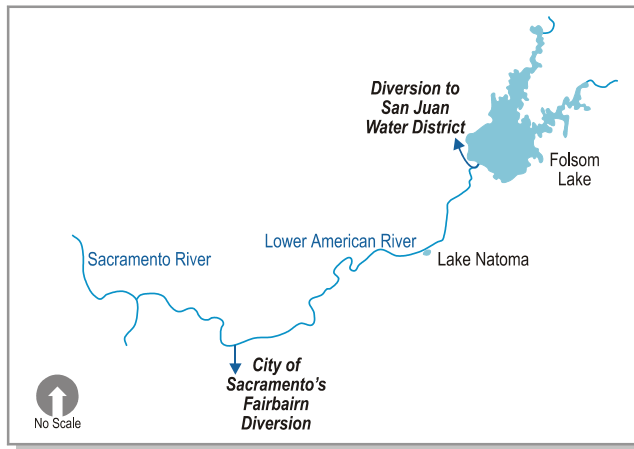 Diversion to
San Juan
Water District
Folsom
Lake
Lower American River
Sacramento River
Lake Natoma
City of
Sacramento's
Fairbairn
Diversion
No Scale